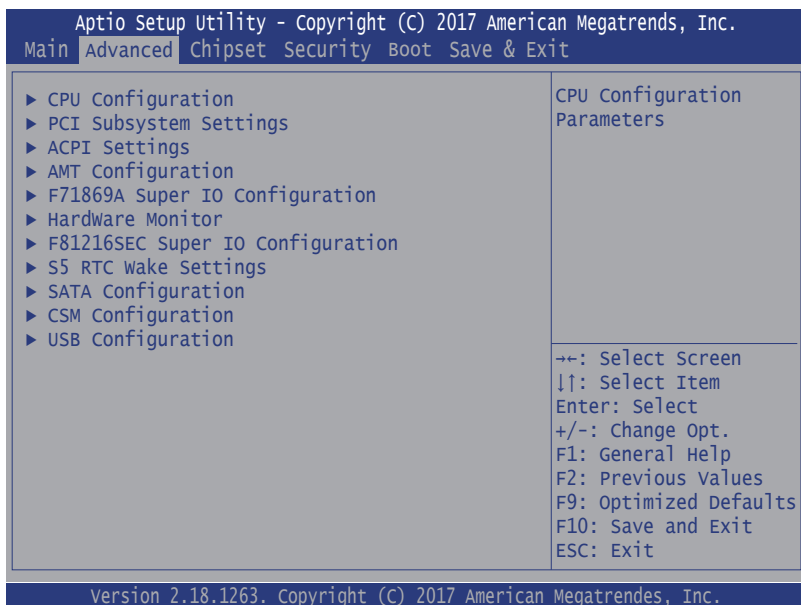 Aptio Setup Utility - Copyright (C) 2017 American Megatrends, Inc.
Main Advanced Chipset Security Boot Save & Exit
▶ CPU Configuration
▶ PCI Subsystem Settings
▶ ACPI Settings
▶ AMT Configuration
▶ F71869A Super IO Configuration
▶ HardWare Monitor
▶ F81216SEC Super IO Configuration
▶ S5 RTC Wake Settings
▶ SATA Configuration
▶ CSM Configuration
▶ USB Configuration
CPU Configuration
Parameters
→←: Select Screen
↓↑: Select Item
Enter: Select
+/-: Change Opt.
F1: General Help
F2: Previous Values
F9: Optimized Defaults
F10: Save and Exit
ESC: Exit
Version 2.18.1263. Copyright (C) 2017 American Megatrendes, Inc.